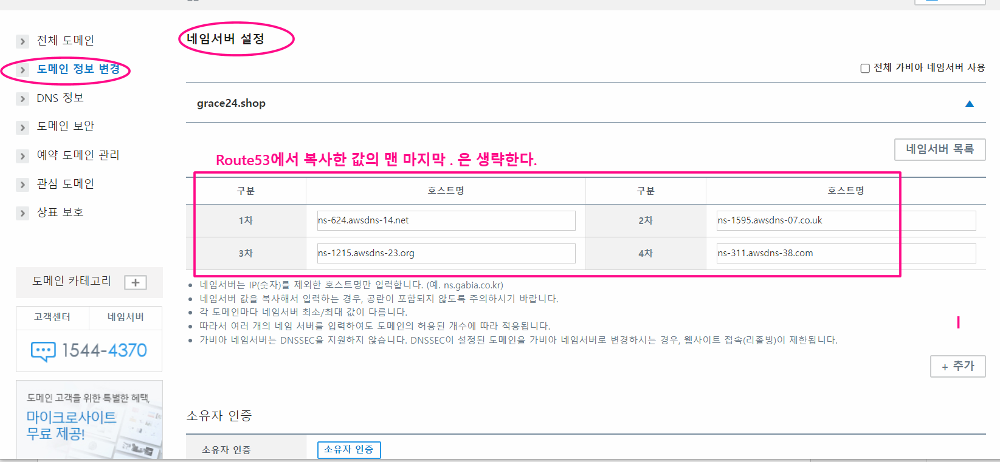 네임서버 설정
전체 도메인
도메인 정보 변경
DNS 정보
도메인 보안
예약 도메인 관리
관심 도메인
상표 보호
도메인 카테고리 +
고객센터 네임서버
1544-4370
도메인 고객을 위한 특별한 혜택,
마이크로사이트
무료 제공!
전체 가비아 네임서버 사용
grace24.shop
네임서버 목록
Route53에서 복사한 값의 맨 마지막 . 은 생략한다.
구분 호스트명 구분 호스트명
1차 ns-624.awsdns-14.net 2차 ns-1595.awsdns-07.co.uk
3차 ns-1215.awsdns-23.org 4차 ns-311.awsdns-38.com
네임서버는 IP(숫자)를 제외한 호스트명만 입력합니다. (예. ns.gabia.co.kr)
네임서버 값을 복사해서 입력하는 경우, 공란이 포함되지 않도록 주의하시기 바랍니다.
각 도메인마다 네임서버 최소/최대 값이 다릅니다.
따라서 여러 개의 네임 서버를 입력하여도 도메인의 허용된 개수에 따라 적용됩니다.
가비아 네임서버는 DNSSEC을 지원하지 않습니다. DNSSEC이 설정된 도메인을 가비아 네임서버로 변경하시는 경우, 웹사이트 접속(리졸빙)이 제한됩니다.
+ 추가
소유자 인증
소유자 인증 소유자 인증